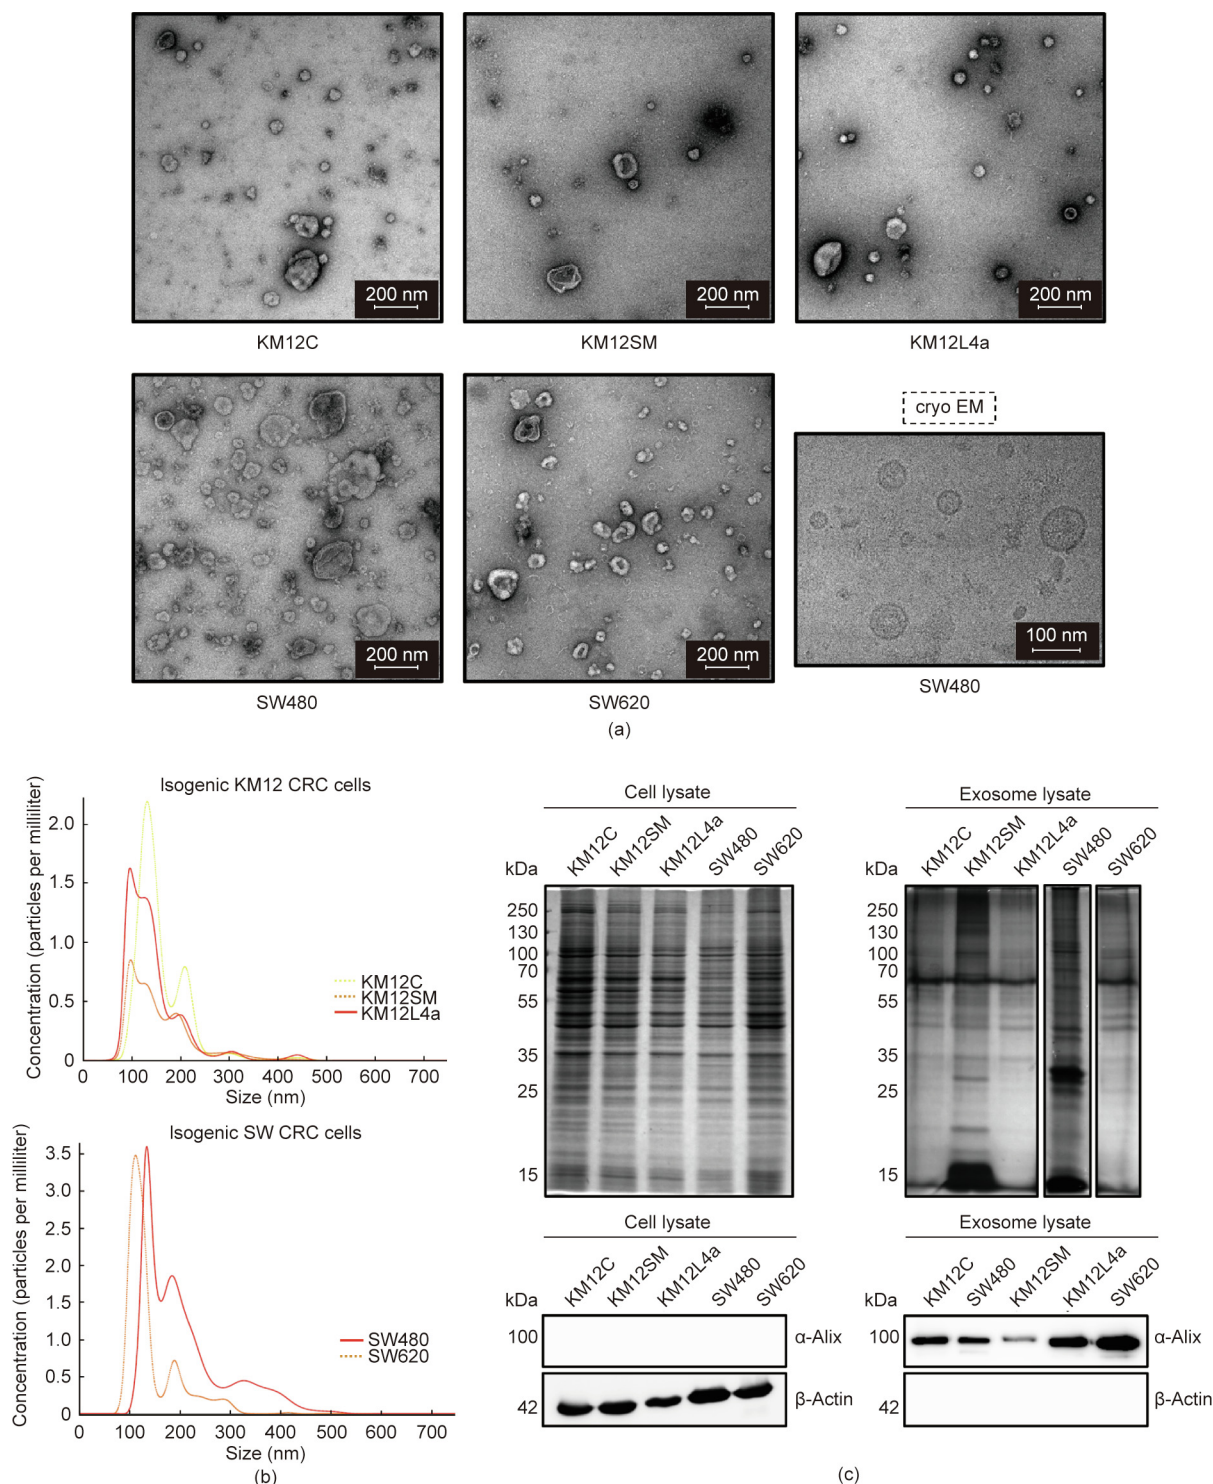 200 nm
200 nm
200 nm
KM12C
KM12SM
KM12L4a
cryo EM
200 nm
200 nm
100 nm
SW480
SW620
SW480
(a)
Isogenic KM12 CRC cells
Concentration (particles per milliliter)
2.0
1.5
1.0
0.5
0
KM12C
KM12SM
KM12L4a
0 100 200 300 400 500 600 700
Size (nm)
Isogenic SW CRC cells
Concentration (particles per milliliter)
3.5
3.0
2.5
2.0
1.5
1.0
0.5
0
SW480
SW620
0 100 200 300 400 500 600 700
Size (nm)
(b)
Cell lysate
KM12C KM12SM KM12L4a SW480 SW620
kDa
250
130
100
70
55
35
25
15
Exosome lysate
KM12C KM12SM KM12L4a SW480 SW620
kDa
250
130
100
70
55
35
25
15
Cell lysate
KM12C KM12SM KM12L4a SW480 SW620
kDa
100 α-Alix
42 β-Actin
Exosome lysate
KM12C SW480 KM12SM KM12L4a SW620
kDa
100 α-Alix
42 β-Actin
(c)